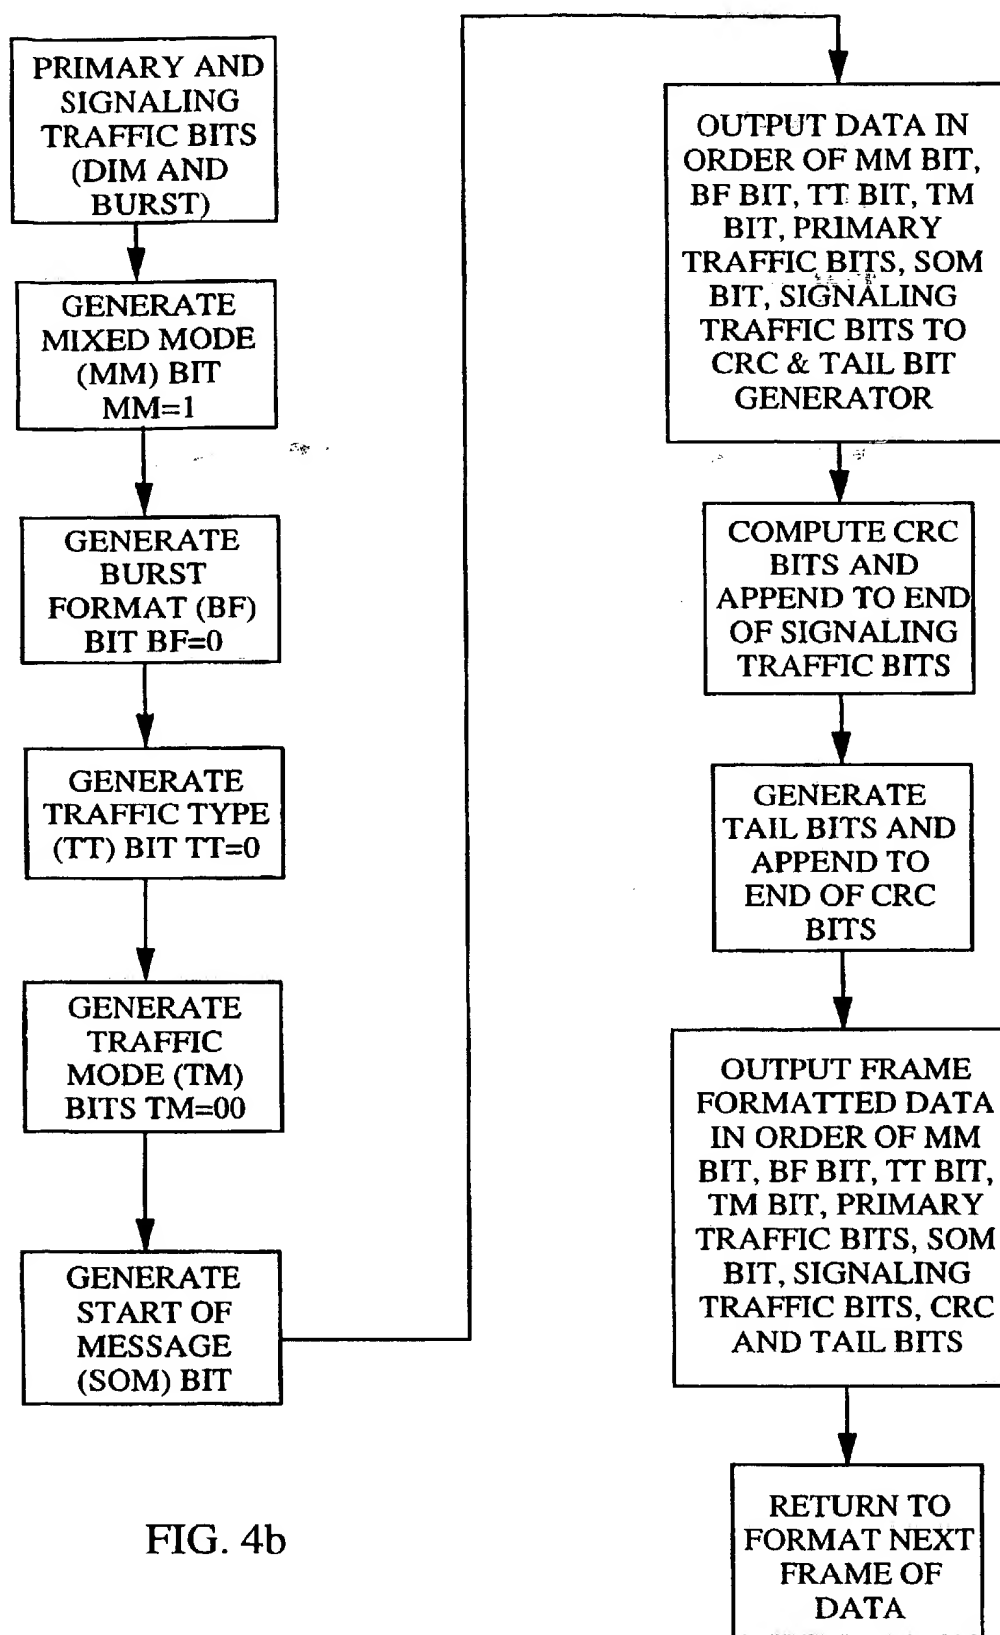 PRIMARY AND
SIGNALING
TRAFFIC BITS
(DIM AND
BURST)
GENERATE
MIXED MODE
(MM) BIT
MM=1
GENERATE
BURST
FORMAT (BF)
BIT BF=0
GENERATE
TRAFFIC TYPE
(TT) BIT TT=0
GENERATE
TRAFFIC
MODE (TM)
BITS TM=00
GENERATE
START OF
MESSAGE
(SOM) BIT
OUTPUT DATA IN
ORDER OF MM BIT,
BF BIT, TT BIT, TM
BIT, PRIMARY
TRAFFIC BITS, SOM
BIT, SIGNALING
TRAFFIC BITS TO
CRC & TAIL BIT
GENERATOR
COMPUTE CRC
BITS AND
APPEND TO END
OF SIGNALING
TRAFFIC BITS
GENERATE
TAIL BITS AND
APPEND TO
END OF CRC
BITS
OUTPUT FRAME
FORMATTED DATA
IN ORDER OF MM
BIT, BF BIT, TT BIT,
TM BIT, PRIMARY
TRAFFIC BITS, SOM
BIT, SIGNALING
TRAFFIC BITS, CRC
AND TAIL BITS
RETURN TO
FORMAT NEXT
FRAME OF
DATA
FIG. 4b